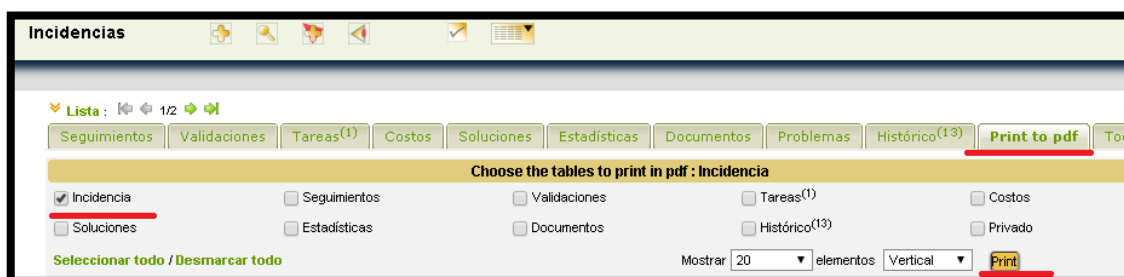 Incidencias
Lista : 1/2
Seguimientos Validaciones Tareas(1) Costos Soluciones Estadísticas Documentos Problemas Histórico(13) Print to pdf
Choose the tables to print in pdf : Incidencia
Incidencia Seguimientos Validaciones Tareas(1) Costos
Soluciones Estadísticas Documentos Histórico(13) Privado
Seleccionar todo / Desmarcar todo Mostrar 20 elementos Vertical Print